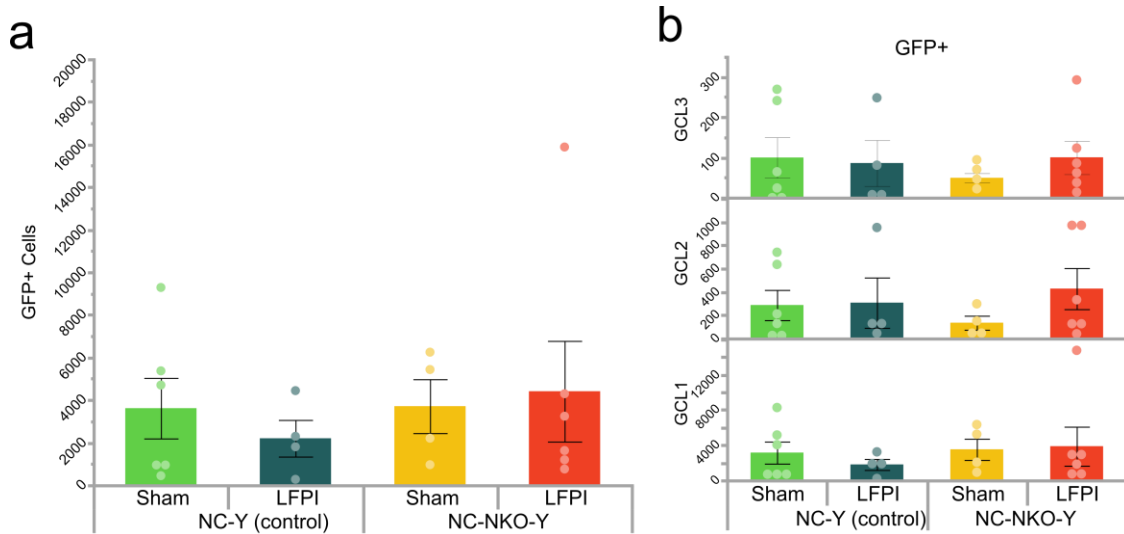 a
GFP+ Cells
20000
18000
16000
14000
12000
10000
8000
6000
4000
2000
0
Sham LFPI Sham LFPI
NC-Y (control) NC-NKO-Y
b
GFP+
GCL3
300
200
100
0
GCL2
1000
800
600
400
200
0
GCL1
12000
8000
4000
0
Sham LFPI Sham LFPI
NC-Y (control) NC-NKO-Y